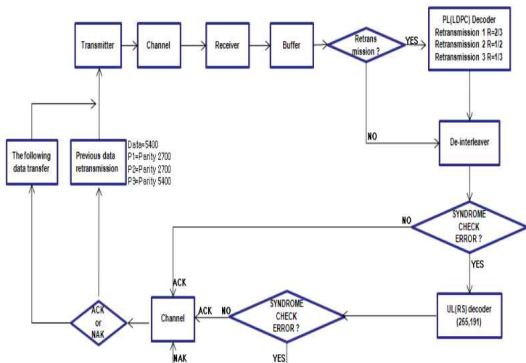 Transmitter
Channel
Receiver
Buffer
Retrans
mission ?
YES
PL(LDPC) Decoder
Retransmission 1 R=2/3
Retransmission 2 R=1/2
Retransmission 3 R=1/3
NO
De-interleaver
The following
data transfer
Previous data
retransmission
Data=5400
P1=Parity 2700
P2=Parity 2700
P3=Parity 5400
SYNDROME
CHECK
ERROR ?
NO
YES
UL(RS) decoder
(255,191)
SYNDROME
CHECK
ERROR ?
NO
YES
ACK
ACK
NAK
Channel
ACK
or
NAK